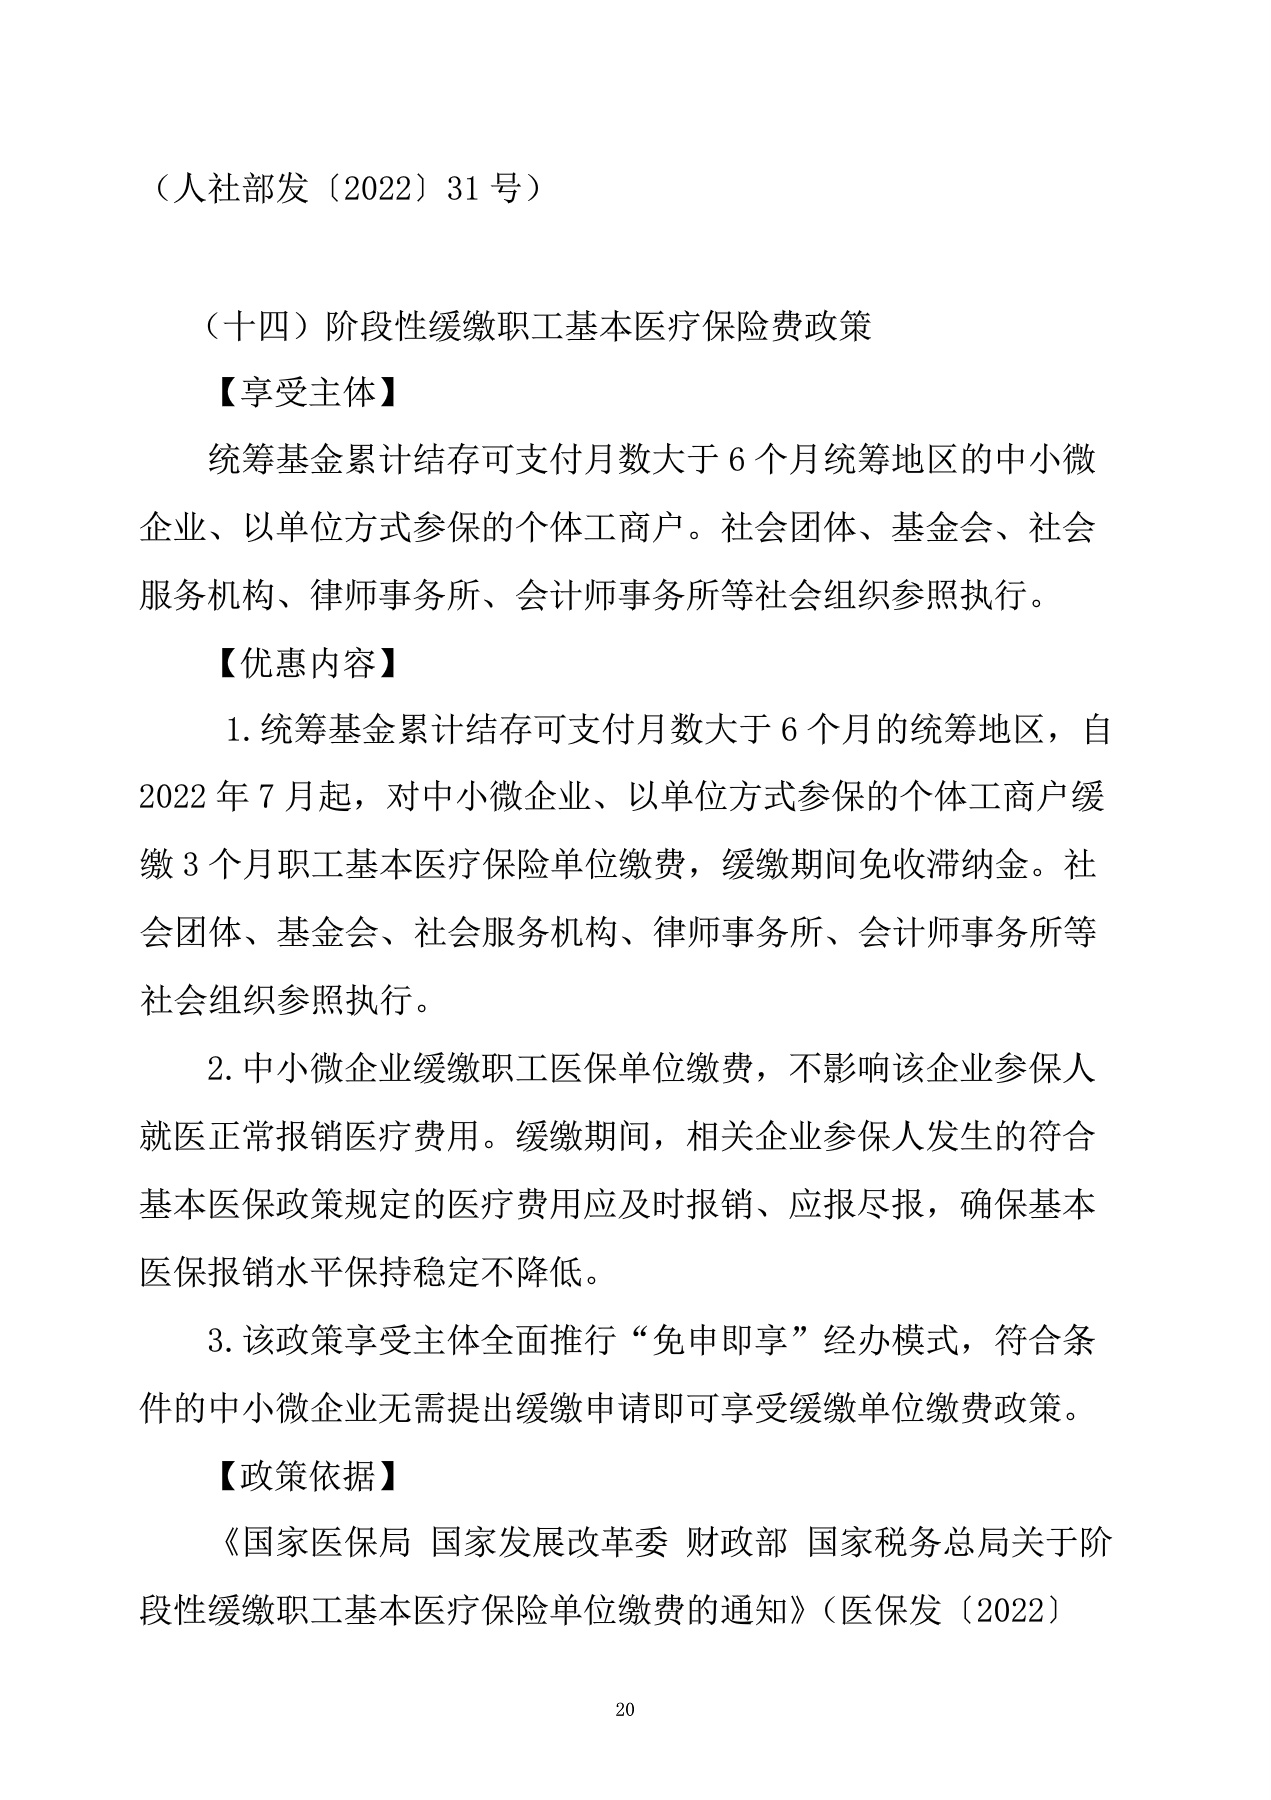 （人社部发〔2022〕31 号）
（十四）阶段性缓缴职工基本医疗保险费政策
【享受主体】
统筹基金累计结存可支付月数大于 6 个月统筹地区的中小微
企业、以单位方式参保的个体工商户。社会团体、基金会、社会
服务机构、律师事务所、会计师事务所等社会组织参照执行。
【优惠内容】
1.统筹基金累计结存可支付月数大于 6 个月的统筹地区，自
2022 年 7 月起，对中小微企业、以单位方式参保的个体工商户缓
缴 3 个月职工基本医疗保险单位缴费，缓缴期间免收滞纳金。社
会团体、基金会、社会服务机构、律师事务所、会计师事务所等
社会组织参照执行。
2.中小微企业缓缴职工医保单位缴费，不影响该企业参保人
就医正常报销医疗费用。缓缴期间，相关企业参保人发生的符合
基本医保政策规定的医疗费用应及时报销、应报尽报，确保基本
医保报销水平保持稳定不降低。
3.该政策享受主体全面推行“免申即享”经办模式，符合条
件的中小微企业无需提出缓缴申请即可享受缓缴单位缴费政策。
【政策依据】
《国家医保局 国家发展改革委 财政部 国家税务总局关于阶
段性缓缴职工基本医疗保险单位缴费的通知》（医保发〔2022〕
20